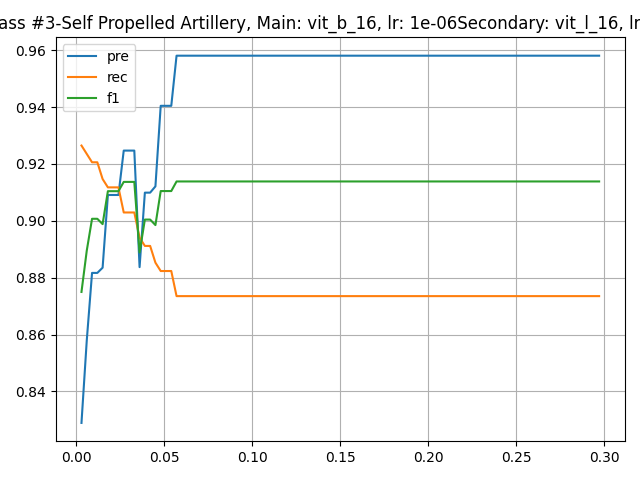 ass #3-Self Propelled Artillery, Main: vit_b_16, lr: 1e-06Secondary: vit_l_16, lr
pre
rec
f1
0.96
0.94
0.92
0.90
0.88
0.86
0.84
0.00 0.05 0.10 0.15 0.20 0.25 0.30